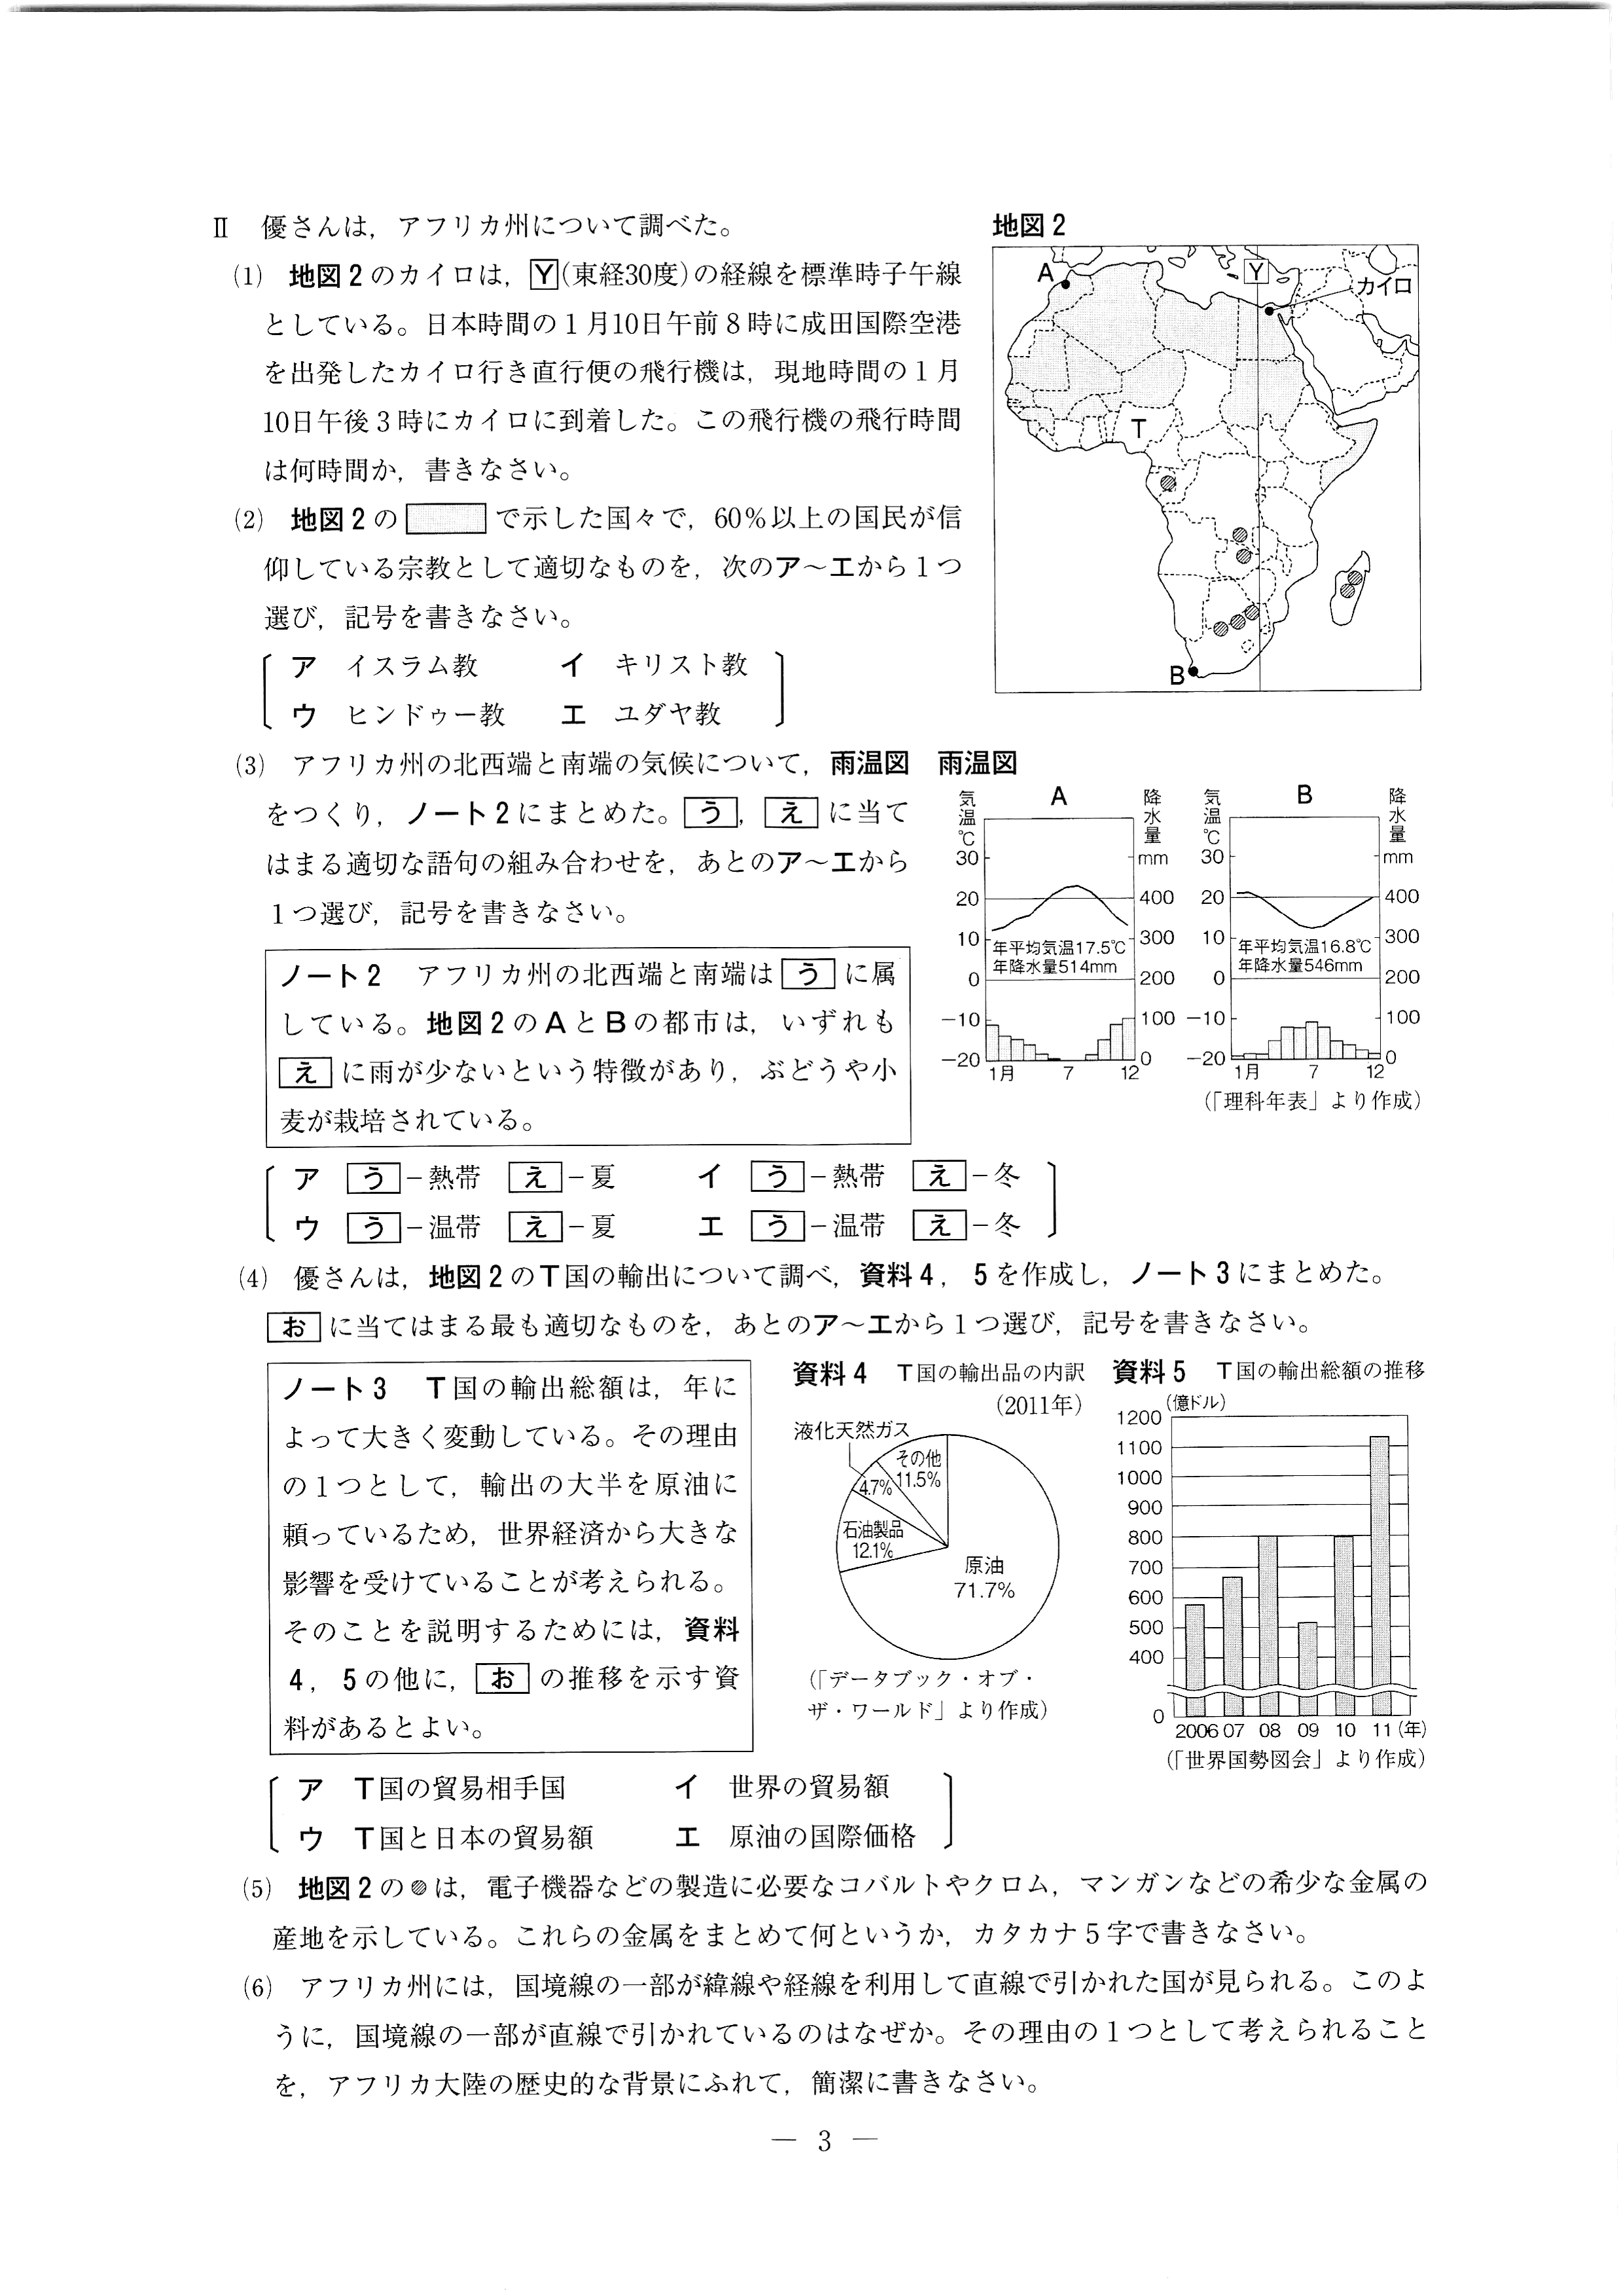 Ⅱ 優さんは，アフリカ州について調べた。
(1) 地図2のカイロは，Y(東経30度)の経線を標準時子午線
としている。日本時間の1月10日午前8時に成田国際空港
を出発したカイロ行き直行便の飛行機は，現地時間の1月
10日午後3時にカイロに到着した。この飛行機の飛行時間
は何時間か，書きなさい。
(2) 地図2の で示した国々で，60%以上の国民が信
仰している宗教として適切なものを，次のア～エから1つ
選び，記号を書きなさい。
ア イスラム教 イ キリスト教
ウ ヒンドゥー教 エ ユダヤ教
地図2
A
Y
カイロ
T
B
(3) アフリカ州の北西端と南端の気候について，雨温図
をつくり，ノート2にまとめた。う，えに当て
はまる適切な語句の組み合わせを，あとのア～エから
1つ選び，記号を書きなさい。
ノート2 アフリカ州の北西端と南端はうに属
している。地図2のAとBの都市は，いずれも
えに雨が少ないという特徴があり，ぶどうや小
麦が栽培されている。
雨温図
気温℃ A 降水量mm
30
20 400
10 300
年平均気温17.5℃
年降水量514mm
0 200
−10 100
−20 0
1月 7 12
気温℃ B 降水量mm
30
20 400
10 300
年平均気温16.8℃
年降水量546mm
0 200
−10 100
−20 0
1月 7 12
(「理科年表」より作成)
ア う－熱帯 え－夏 イ う－熱帯 え－冬
ウ う－温帯 え－夏 エ う－温帯 え－冬
(4) 優さんは，地図2のT国の輸出について調べ，資料4，5を作成し，ノート3にまとめた。
おに当てはまる最も適切なものを，あとのア～エから1つ選び，記号を書きなさい。
ノート3 T国の輸出総額は，年に
よって大きく変動している。その理由
の1つとして，輸出の大半を原油に
頼っているため，世界経済から大きな
影響を受けていることが考えられる。
そのことを説明するためには，資料
4，5の他に，おの推移を示す資
料があるとよい。
資料4 T国の輸出品の内訳
(2011年)
液化天然ガス
4.7%
その他
11.5%
石油製品
12.1%
原油
71.7%
(「データブック・オブ・
ザ・ワールド」より作成)
資料5 T国の輸出総額の推移
(億ドル)
1200
1100
1000
900
800
700
600
500
400
0
2006 07 08 09 10 11(年)
(「世界国勢図会」より作成)
ア T国の貿易相手国 イ 世界の貿易額
ウ T国と日本の貿易額 エ 原油の国際価格
(5) 地図2の は，電子機器などの製造に必要なコバルトやクロム，マンガンなどの希少な金属の
産地を示している。これらの金属をまとめて何というか，カタカナ5字で書きなさい。
(6) アフリカ州には，国境線の一部が緯線や経線を利用して直線で引かれた国が見られる。このよ
うに，国境線の一部が直線で引かれているのはなぜか。その理由の1つとして考えられること
を，アフリカ大陸の歴史的な背景にふれて，簡潔に書きなさい。
― 3 ―